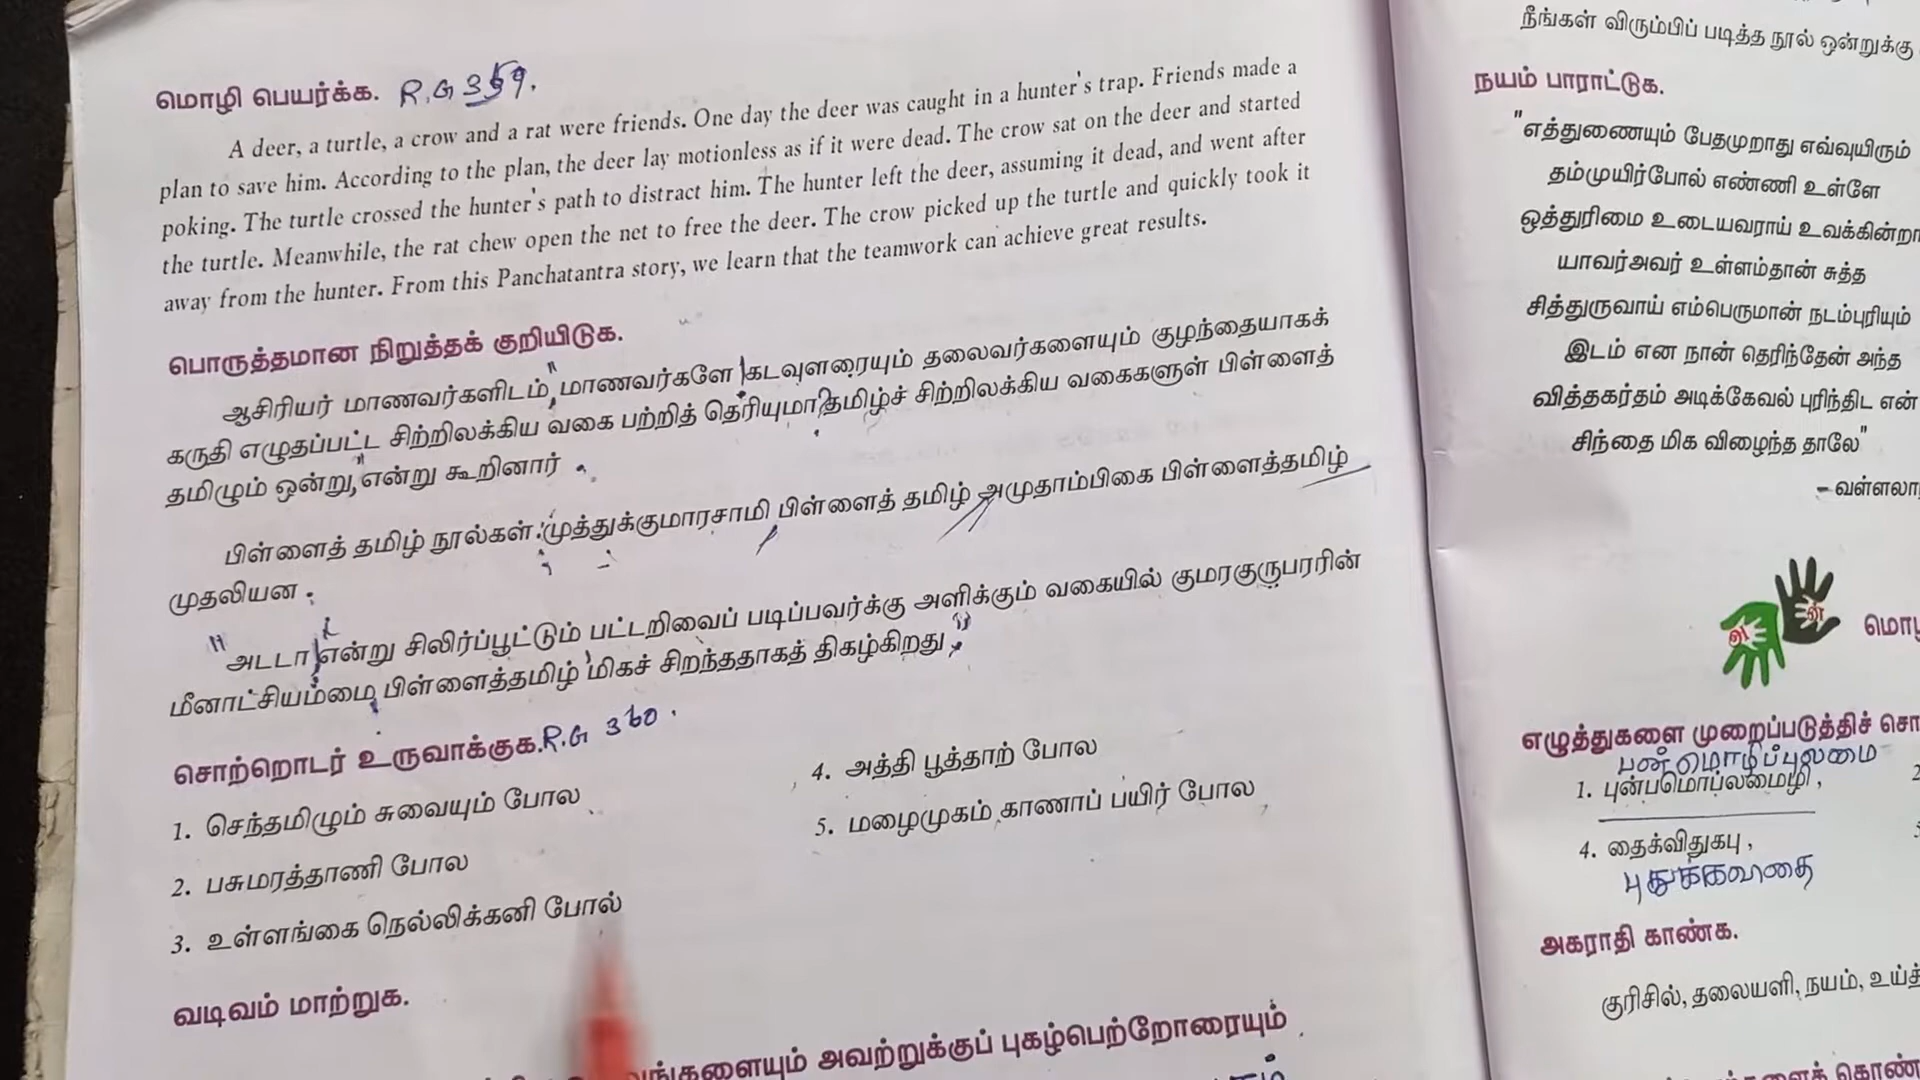 மொழி பெயர்க்க. R.G 359.
A deer, a turtle, a crow and a rat were friends. One day the deer was caught in a hunter's trap. Friends made a
plan to save him. According to the plan, the deer lay motionless as if it were dead. The crow sat on the deer and started
poking. The turtle crossed the hunter's path to distract him. The hunter left the deer, assuming it dead, and went after
the turtle. Meanwhile, the rat chew open the net to free the deer. The crow picked up the turtle and quickly took it
away from the hunter. From this Panchatantra story, we learn that the teamwork can achieve great results.
பொருத்தமான நிறுத்தக் குறியிடுக.
ஆசிரியர் மாணவர்களிடம், " மாணவர்களே ! கடவுளரையும் தலைவர்களையும் குழந்தையாகக்
கருதி எழுதப்பட்ட சிற்றிலக்கிய வகை பற்றித் தெரியுமா? தமிழ்ச் சிற்றிலக்கிய வகைகளுள் பிள்ளைத்
தமிழும் ஒன்று," என்று கூறினார் .
பிள்ளைத் தமிழ் நூல்கள் : முத்துக்குமாரசாமி பிள்ளைத் தமிழ் , அமுதாம்பிகை பிள்ளைத்தமிழ்
முதலியன .
" அடடா ! என்று சிலிர்ப்பூட்டும் பட்டறிவைப் படிப்பவர்க்கு அளிக்கும் வகையில் குமரகுருபரரின்
மீனாட்சியம்மை, பிள்ளைத்தமிழ் மிகச் சிறந்ததாகத் திகழ்கிறது . "
சொற்றொடர் உருவாக்குக. R.G 360 .
1. செந்தமிழும் சுவையும் போல
2. பசுமரத்தாணி போல
3. உள்ளங்கை நெல்லிக்கனி போல்
4. அத்தி பூத்தாற் போல
5. மழைமுகம் காணாப் பயிர் போல
வடிவம் மாற்றுக.
அவற்றுக்குப் புகழ்பெற்றோரையும்
நீங்கள் விரும்பிப் படித்த நூல் ஒன்றுக்கு
நயம் பாராட்டுக.
"எத்துணையும் பேதமுறாது எவ்வுயிரும்
தம்முயிர்போல் எண்ணி உள்ளே
ஒத்துரிமை உடையவராய் உவக்கின்றா
யாவர்அவர் உள்ளம்தான் சுத்த
சித்துருவாய் எம்பெருமான் நடம்புரியும்
இடம் என நான் தெரிந்தேன் அந்த
வித்தகர்தம் அடிக்கேவல் புரிந்திட என்
சிந்தை மிக விழைந்த தாலே"
- வள்ளலா
மொழ
எழுத்துகளை முறைப்படுத்திச் சொ
பன்மொழிப்புலமை
1. புன்பமொப்லமைழி ,
4. தைக்விதுகபு ,
புதுக்கவிதை
அகராதி காண்க.
குரிசில், தலையளி, நயம், உய்த்